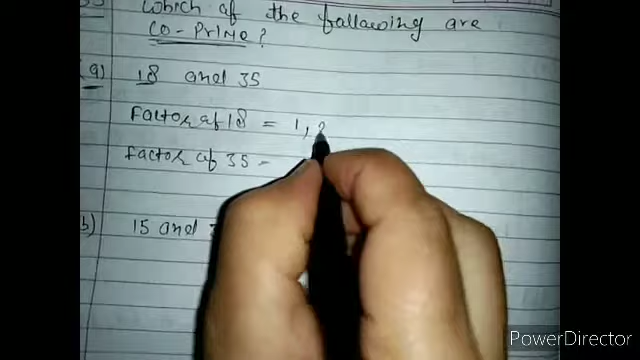 Which of the following are
Co-Prime?
(a) 18 and 35
Factor of 18 = 1, 2
Factor of 35 =
b) 15 and
PowerDirector